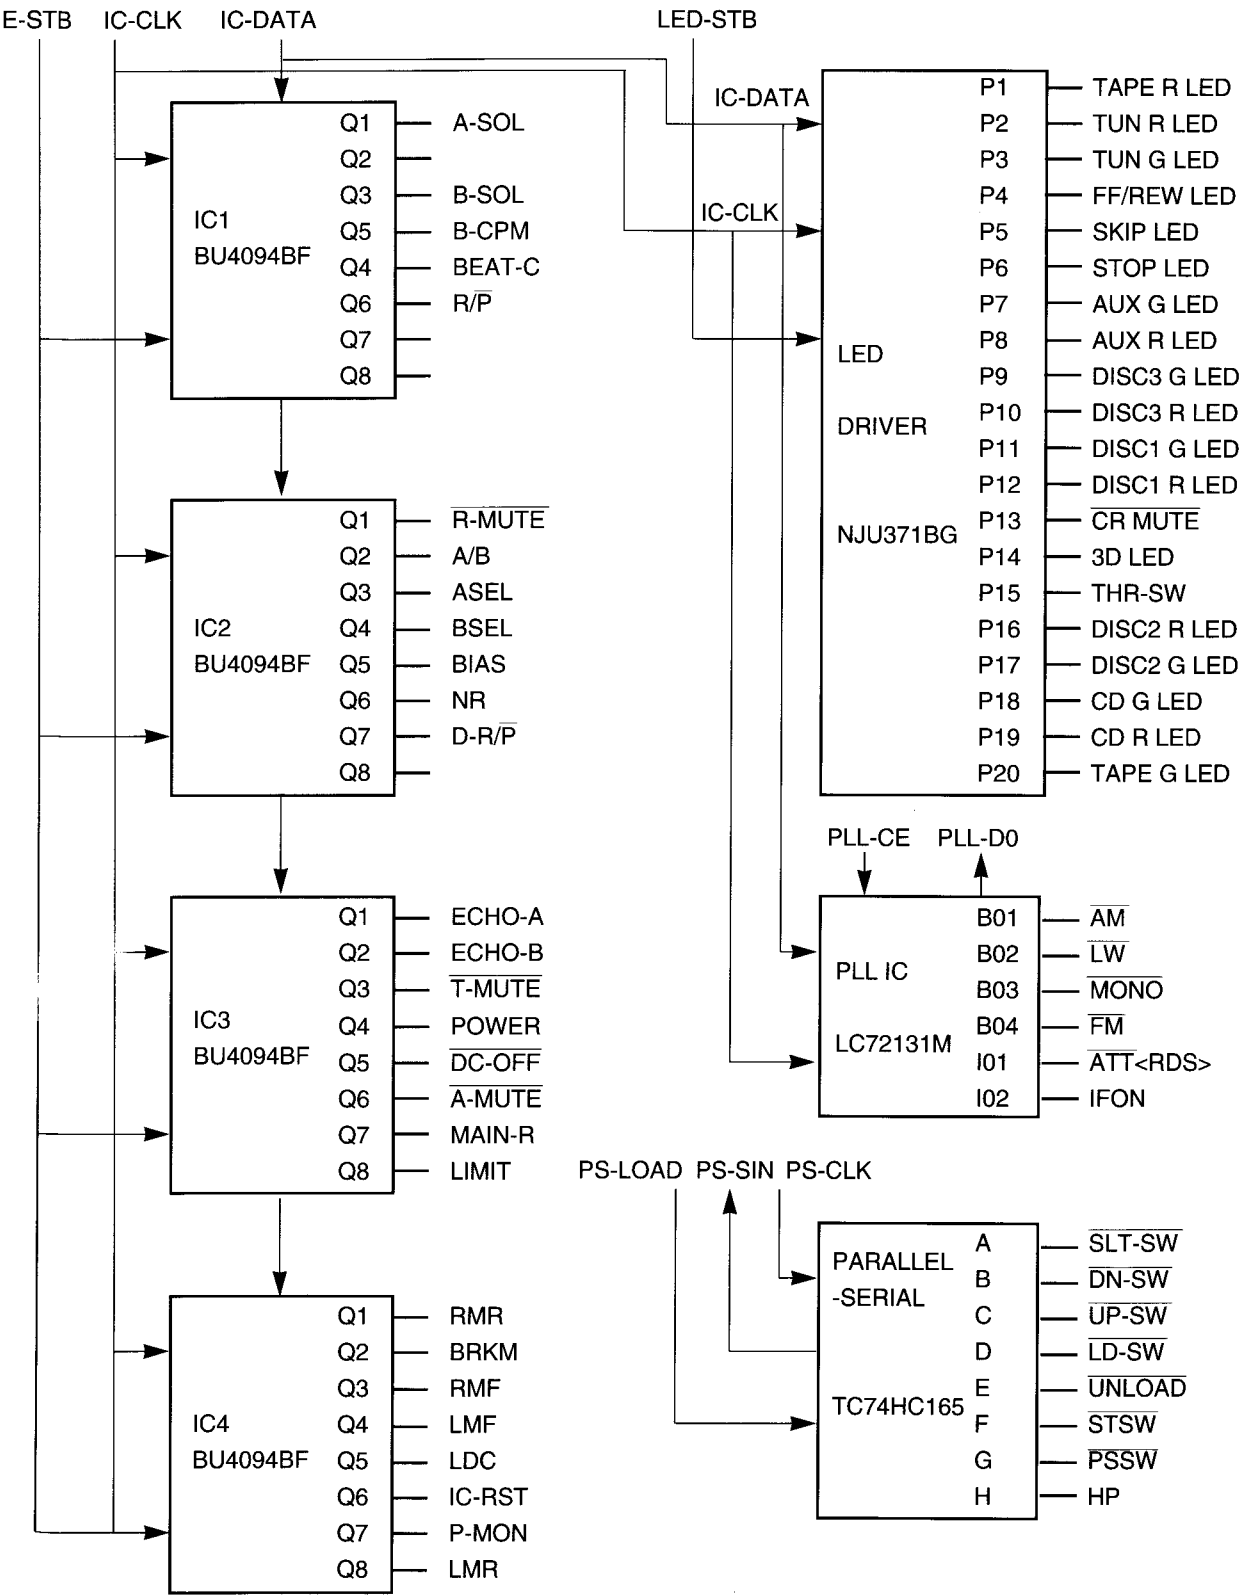 E-STB IC-CLK IC-DATA LED-STB
IC1
BU4094BF
Q1 A-SOL
Q2
Q3 B-SOL
Q5 B-CPM
Q4 BEAT-C
Q6 R/P̅
Q7
Q8
IC2
BU4094BF
Q1 R-MUTE
Q2 A/B
Q3 ASEL
Q4 BSEL
Q5 BIAS
Q6 NR
Q7 D-R/P̅
Q8
IC3
BU4094BF
Q1 ECHO-A
Q2 ECHO-B
Q3 T-MUTE
Q4 POWER
Q5 DC-OFF
Q6 A-MUTE
Q7 MAIN-R
Q8 LIMIT
IC4
BU4094BF
Q1 RMR
Q2 BRKM
Q3 RMF
Q4 LMF
Q5 LDC
Q6 IC-RST
Q7 P-MON
Q8 LMR
IC-DATA
IC-CLK
LED
DRIVER
NJU371BG
P1 TAPE R LED
P2 TUN R LED
P3 TUN G LED
P4 FF/REW LED
P5 SKIP LED
P6 STOP LED
P7 AUX G LED
P8 AUX R LED
P9 DISC3 G LED
P10 DISC3 R LED
P11 DISC1 G LED
P12 DISC1 R LED
P13 CR MUTE
P14 3D LED
P15 THR-SW
P16 DISC2 R LED
P17 DISC2 G LED
P18 CD G LED
P19 CD R LED
P20 TAPE G LED
PLL-CE PLL-D0
PLL IC
LC72131M
B01 AM
B02 LW
B03 MONO
B04 FM
I01 ATT<RDS>
I02 IFON
PS-LOAD PS-SIN PS-CLK
PARALLEL
-SERIAL
TC74HC165
A SLT-SW
B DN-SW
C UP-SW
D LD-SW
E UNLOAD
F STSW
G PSSW
H HP